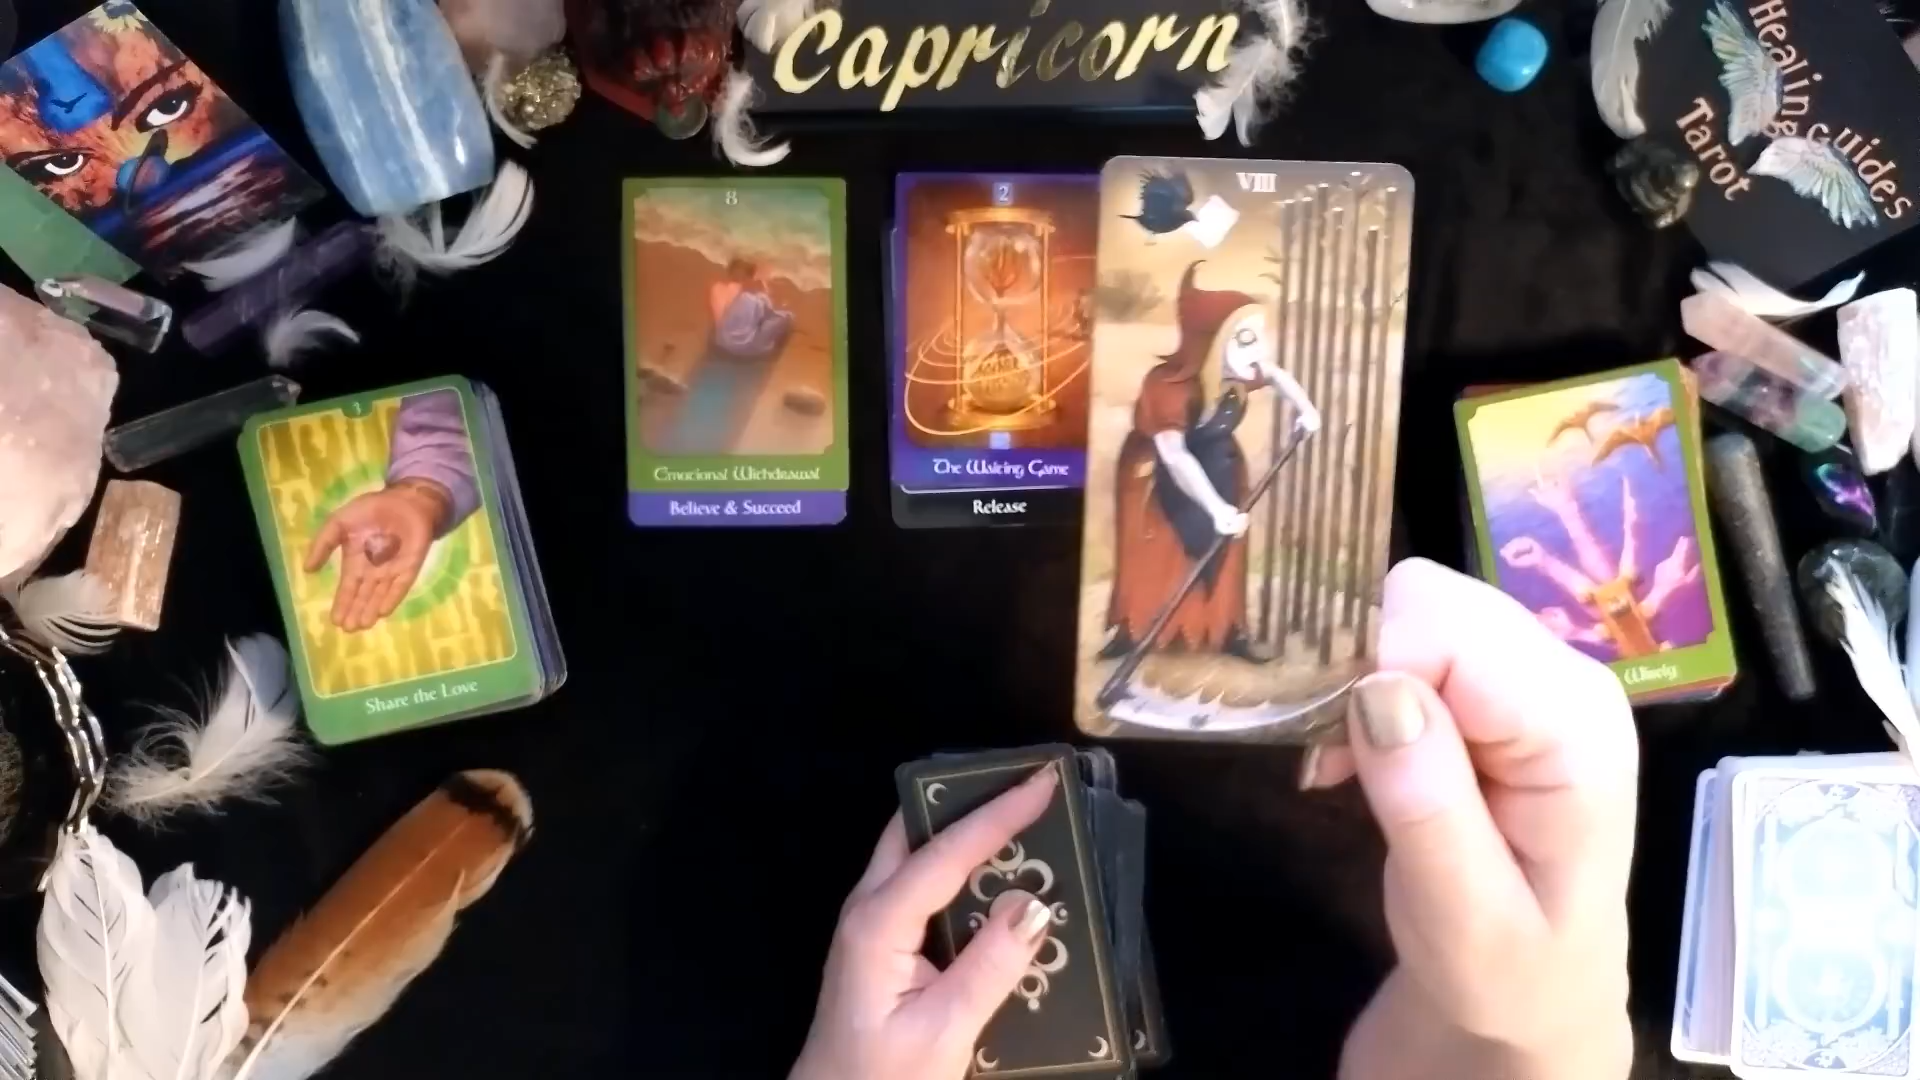 Capricorn
Healing guides
Tarot
8
Emotional Withdrawal
Believe & Succeed
2
The Waiting Game
Release
VIII
3
Share the Love
Wisely